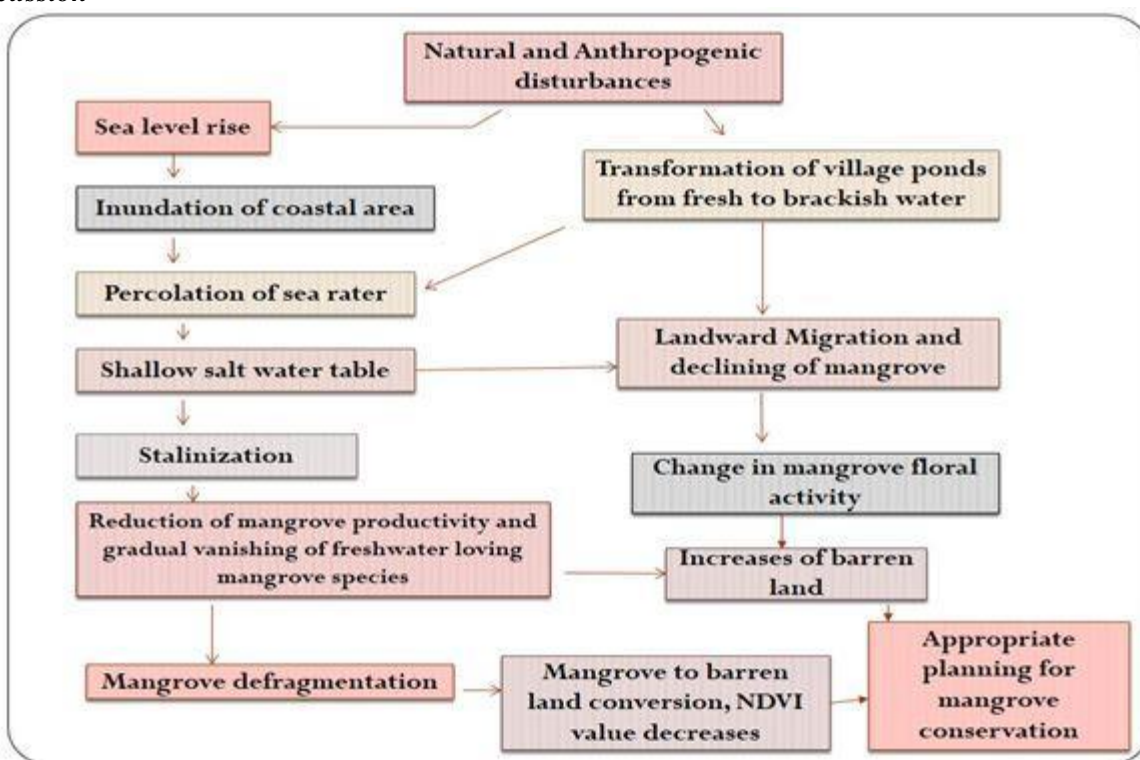 Natural and Anthropogenic
disturbances
Sea level rise
Transformation of village ponds
from fresh to brackish water
Inundation of coastal area
Percolation of sea rater
Landward Migration and
declining of mangrove
Shallow salt water table
Stalinization
Change in mangrove floral
activity
Reduction of mangrove productivity and
gradual vanishing of freshwater loving
mangrove species
Increases of barren
land
Appropriate
planning for
mangrove
conservation
Mangrove defragmentation
Mangrove to barren
land conversion, NDVI
value decreases